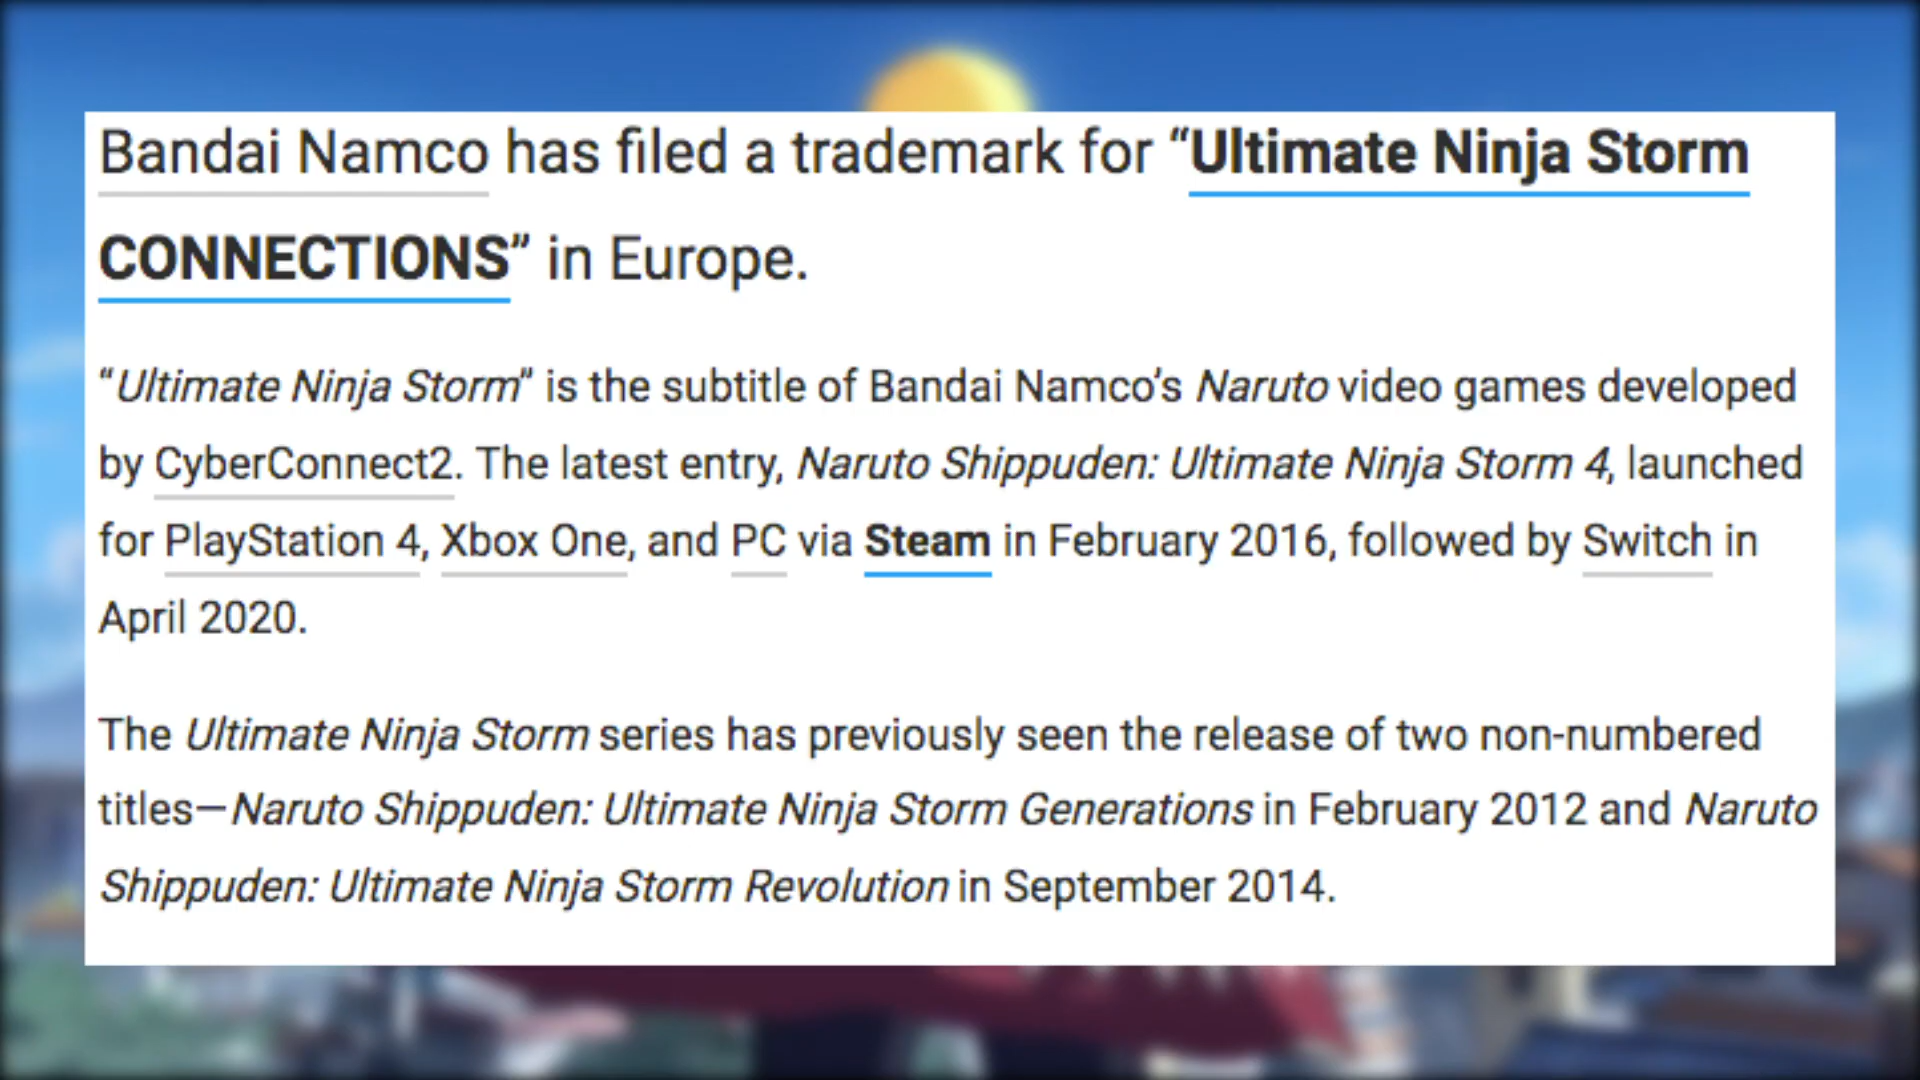 Bandai Namco has filed a trademark for “Ultimate Ninja Storm
CONNECTIONS” in Europe.
“Ultimate Ninja Storm” is the subtitle of Bandai Namco’s Naruto video games developed
by CyberConnect2. The latest entry, Naruto Shippuden: Ultimate Ninja Storm 4, launched
for PlayStation 4, Xbox One, and PC via Steam in February 2016, followed by Switch in
April 2020.
The Ultimate Ninja Storm series has previously seen the release of two non-numbered
titles—Naruto Shippuden: Ultimate Ninja Storm Generations in February 2012 and Naruto
Shippuden: Ultimate Ninja Storm Revolution in September 2014.